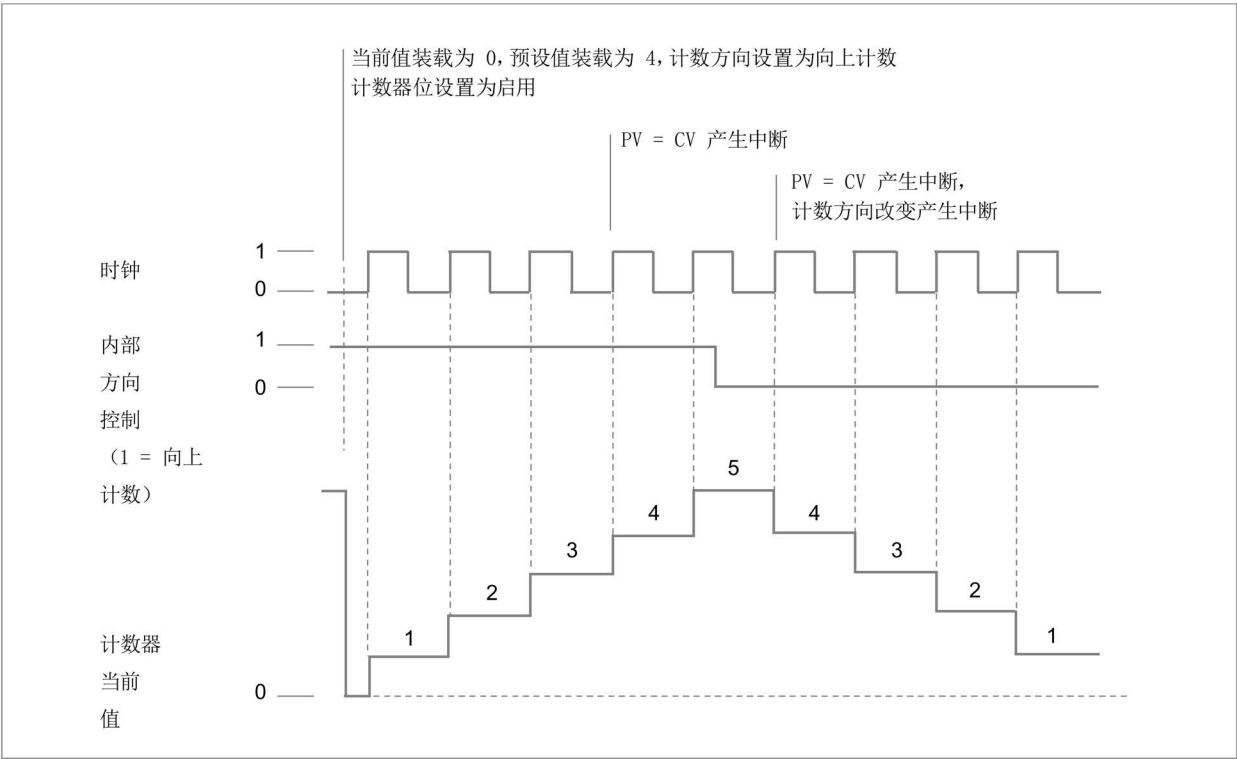 当前值装载为 0,预设值装载为 4,计数方向设置为向上计数
计数器位设置为启用
PV = CV 产生中断
PV = CV 产生中断,
计数方向改变产生中断
1
时钟
0
内部
1
方向
0
控制
（1 = 向上
计数）
5
4
4
3
3
2
2
1
1
计数器
当前
0
值